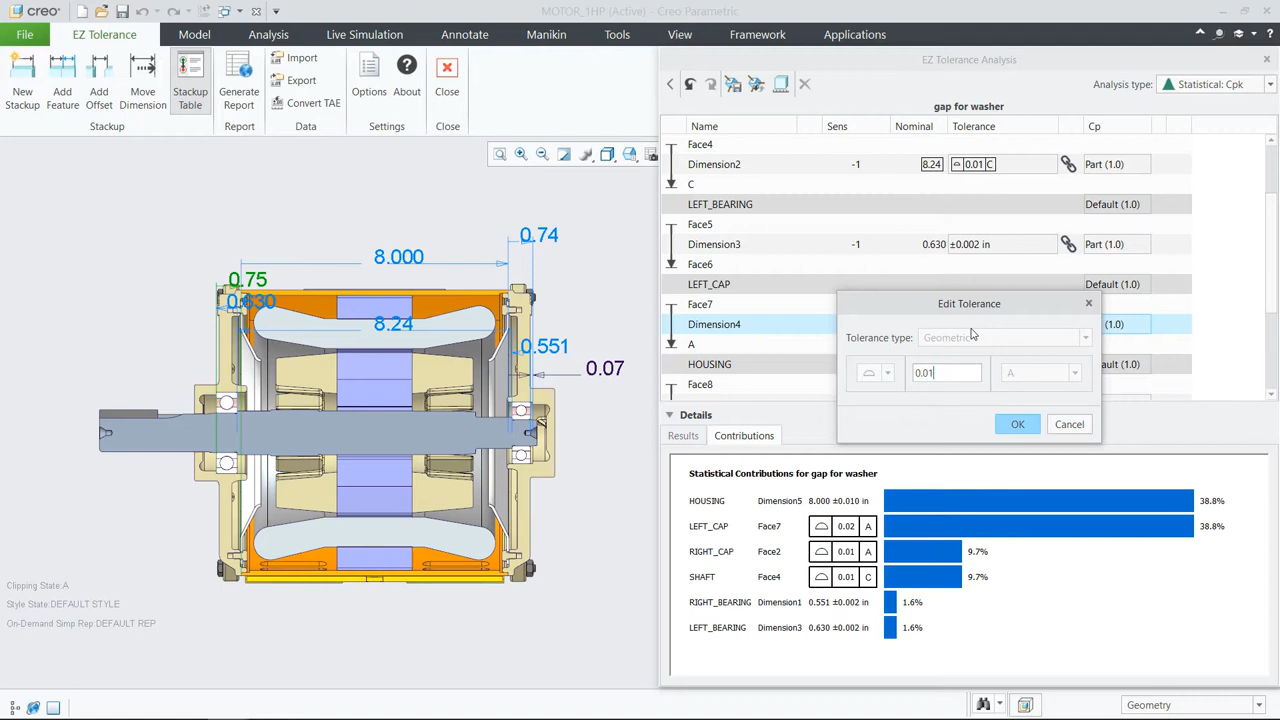 creo
MOTOR_1HP (Active) - Creo Parametric
File
EZ Tolerance
Model
Analysis
Live Simulation
Annotate
Manikin
Tools
View
Framework
Applications
New Stackup
Add Feature
Add Offset
Move Dimension
Stackup Table
Generate Report
Import
Export
Convert TAE
Options
About
Close
Stackup
Report
Data
Settings
Close
EZ Tolerance Analysis
Analysis type:
Statistical: Cpk
gap for washer
Name Sens Nominal Tolerance Cp
Face4
Dimension2 -1 8.24 0.01 C Part (1.0)
C
LEFT_BEARING Default (1.0)
Face5
Dimension3 -1 0.630 ±0.002 in Part (1.0)
Face6
LEFT_CAP Default (1.0)
Face7
Dimension4 (1.0)
A
HOUSING Default (1.0)
Face8
Edit Tolerance
Tolerance type:
Geometric
0.01
A
OK
Cancel
Details
Results
Contributions
Statistical Contributions for gap for washer
HOUSING Dimension5 8.000 ±0.010 in 38.8%
LEFT_CAP Face7 0.02 A 38.8%
RIGHT_CAP Face2 0.01 A 9.7%
SHAFT Face4 0.01 C 9.7%
RIGHT_BEARING Dimension1 0.551 ±0.002 in 1.6%
LEFT_BEARING Dimension3 0.630 ±0.002 in 1.6%
0.74
8.000
0.75
0.630
8.24
0.551
0.07
Clipping State:A
Style State:DEFAULT STYLE
On-Demand Simp Rep:DEFAULT REP
Geometry